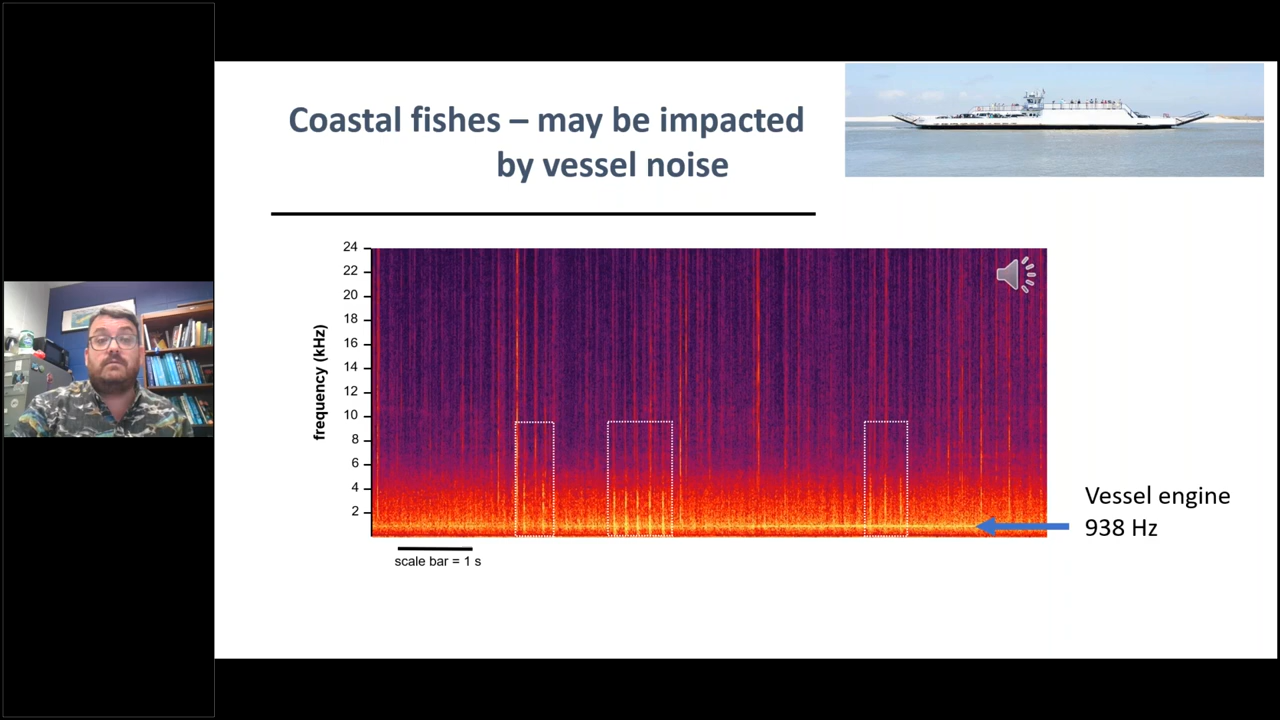 Coastal fishes – may be impacted
by vessel noise
24
22
20
18
16
14
12
10
8
6
4
2
frequency (kHz)
scale bar = 1 s
Vessel engine
938 Hz